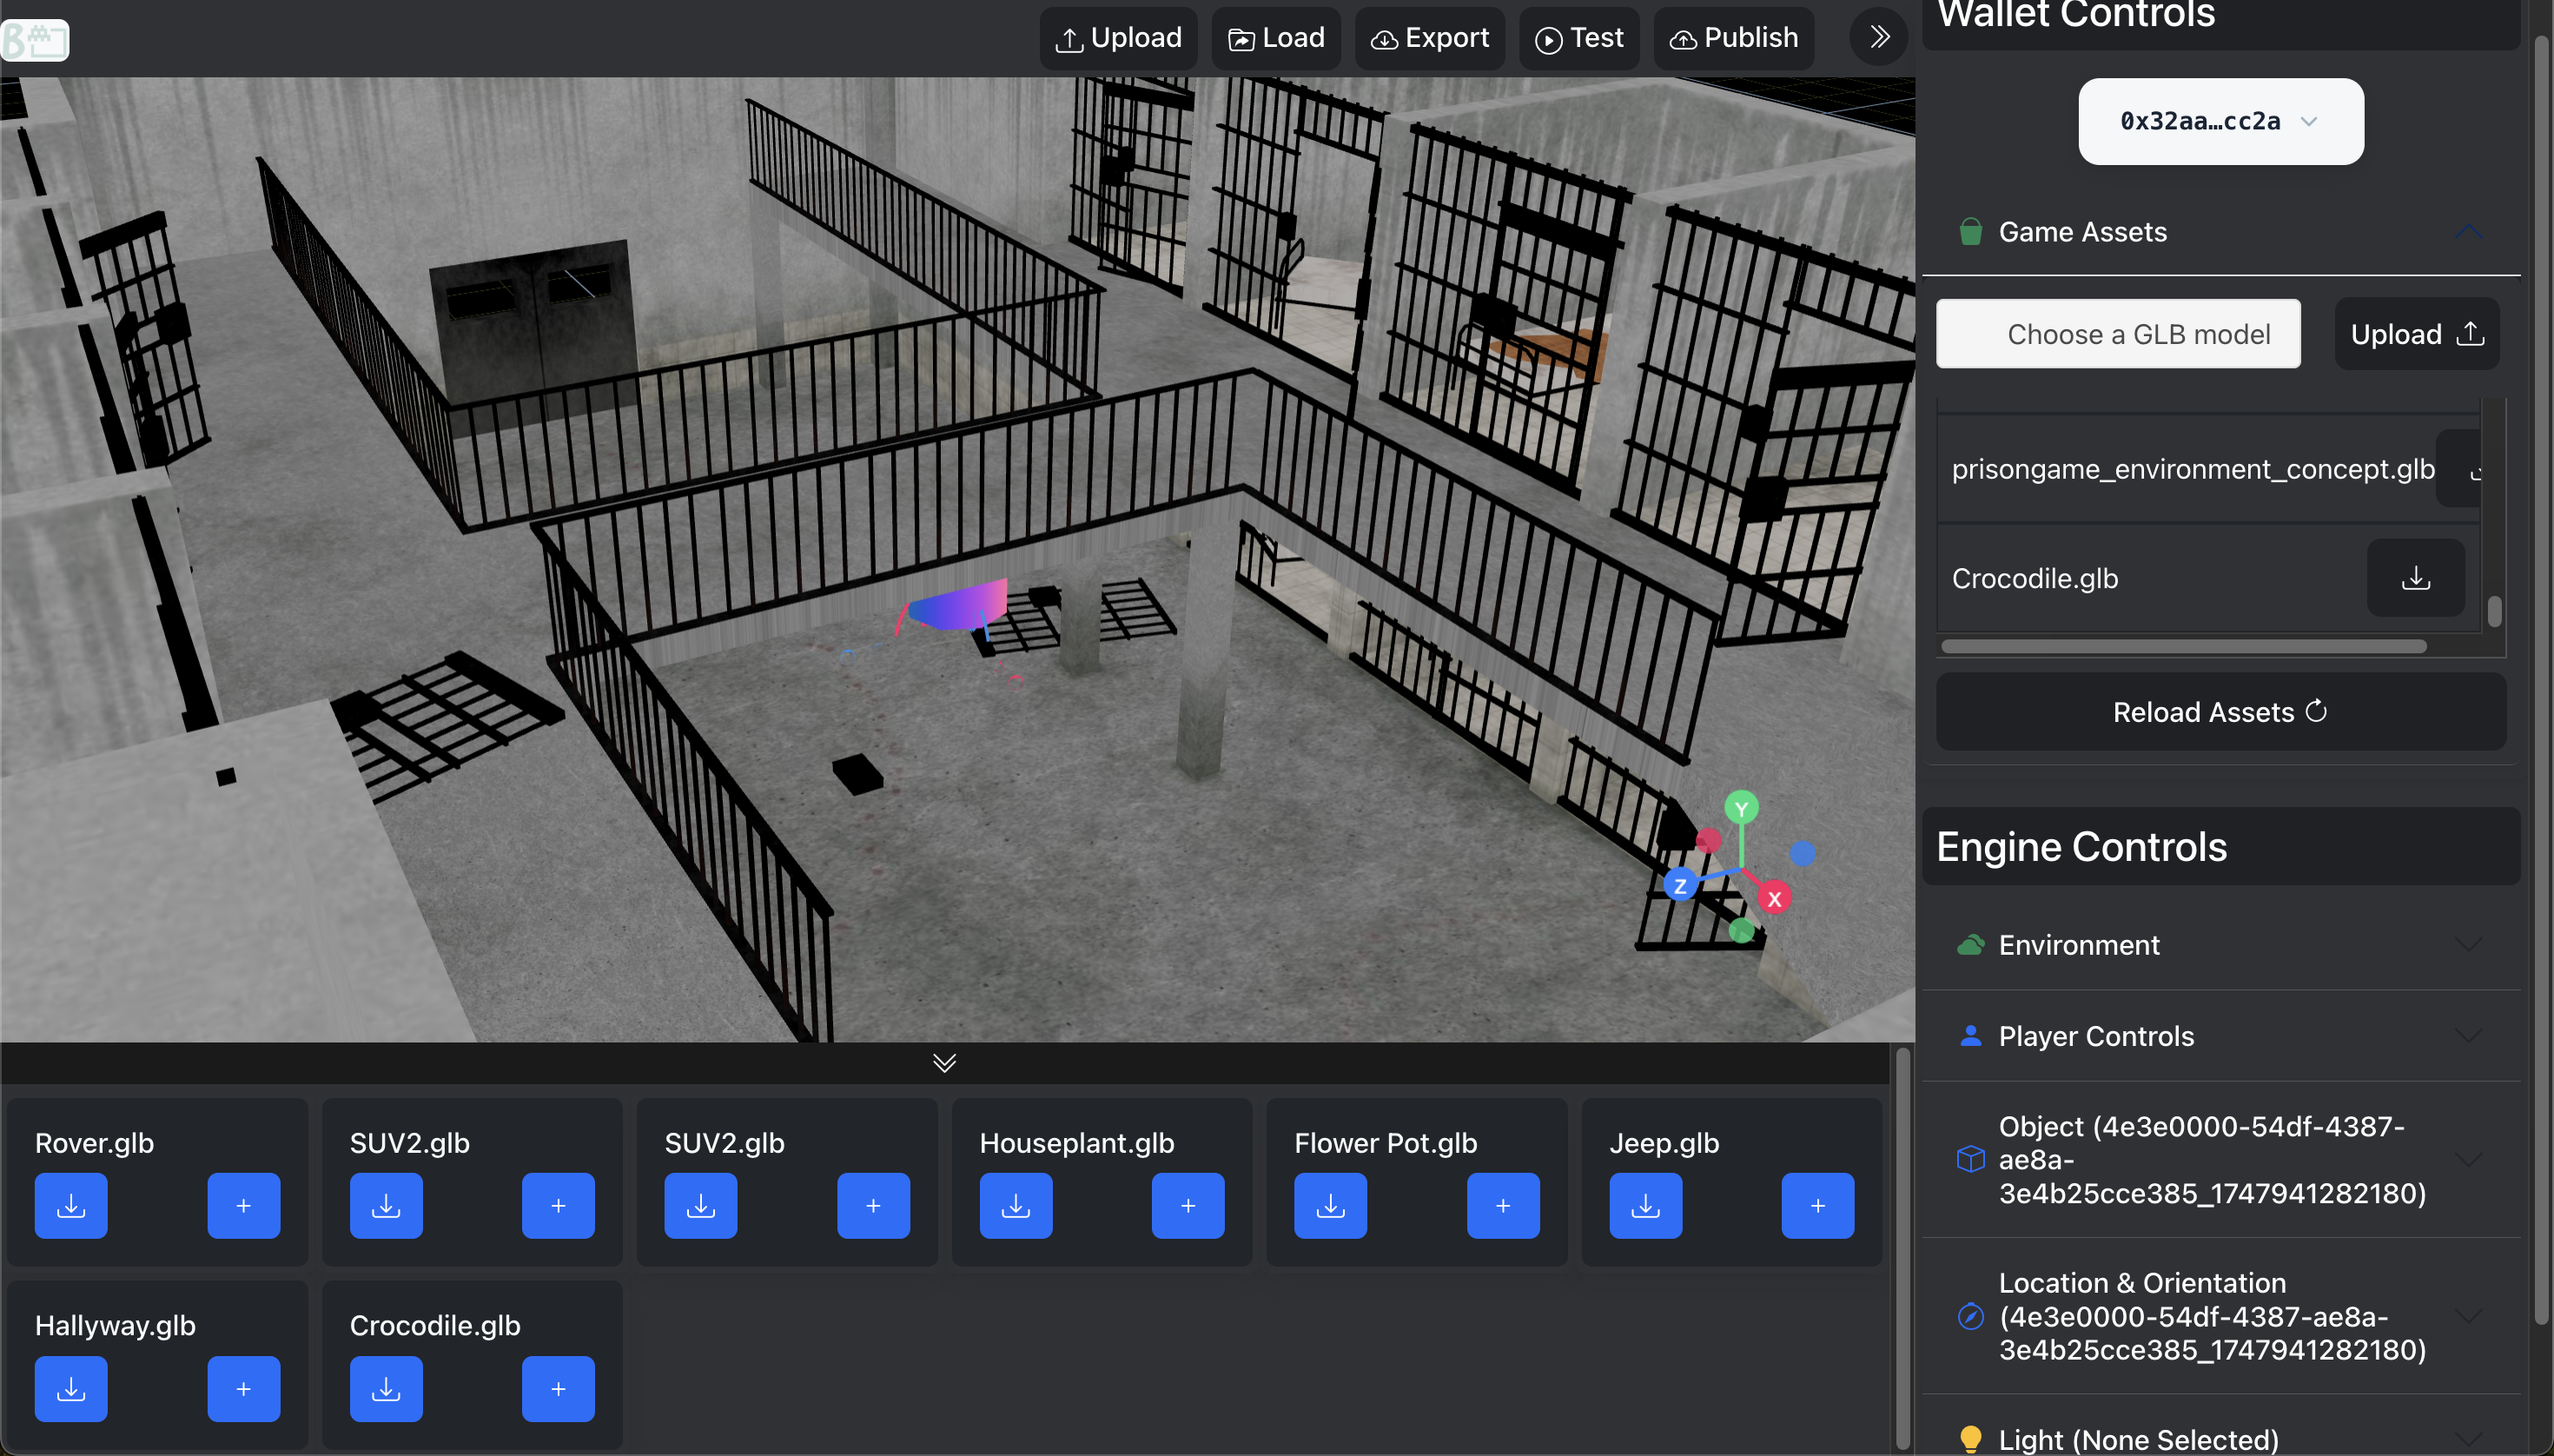 B
Upload
Load
Export
Test
Publish
Wallet Controls
0x32aa...cc2a
Game Assets
Choose a GLB model
Upload
prisongame_environment_concept.glb
Crocodile.glb
Reload Assets
Engine Controls
Environment
Player Controls
Object (4e3e0000-54df-4387-
ae8a-
3e4b25cce385_1747941282180)
Location & Orientation
(4e3e0000-54df-4387-ae8a-
3e4b25cce385_1747941282180)
Light (None Selected)
Y
Z
X
Rover.glb
SUV2.glb
SUV2.glb
Houseplant.glb
Flower Pot.glb
Jeep.glb
+
+
+
+
+
+
Hallyway.glb
Crocodile.glb
+
+